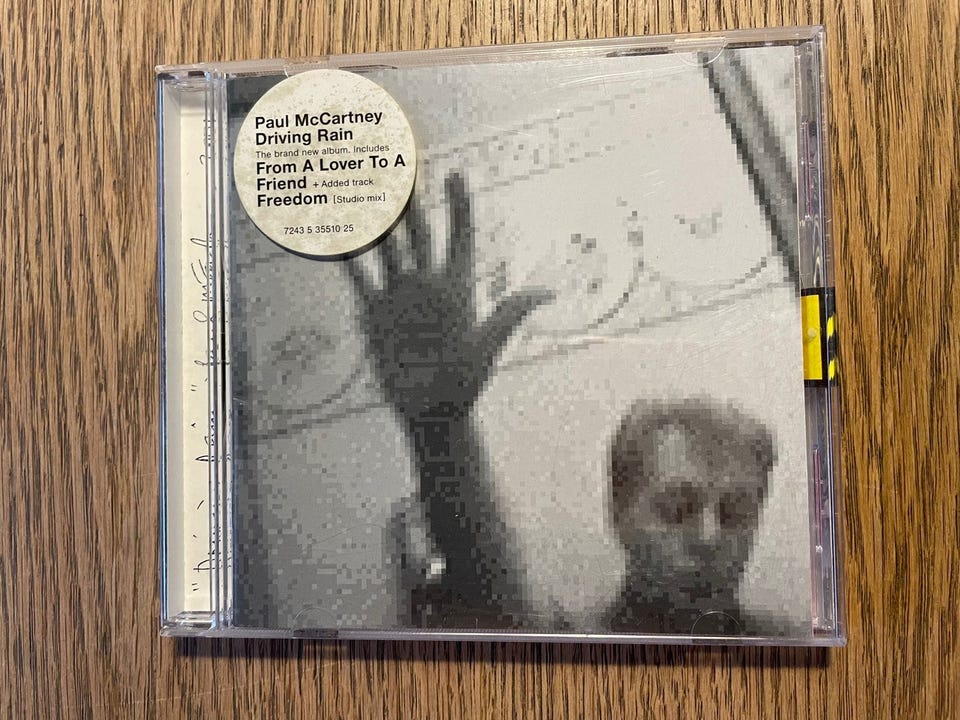 Paul McCartney
Driving Rain
The brand new album. Includes
From A Lover To A
Friend + Added track
Freedom [Studio mix]
7243 5 35510 25